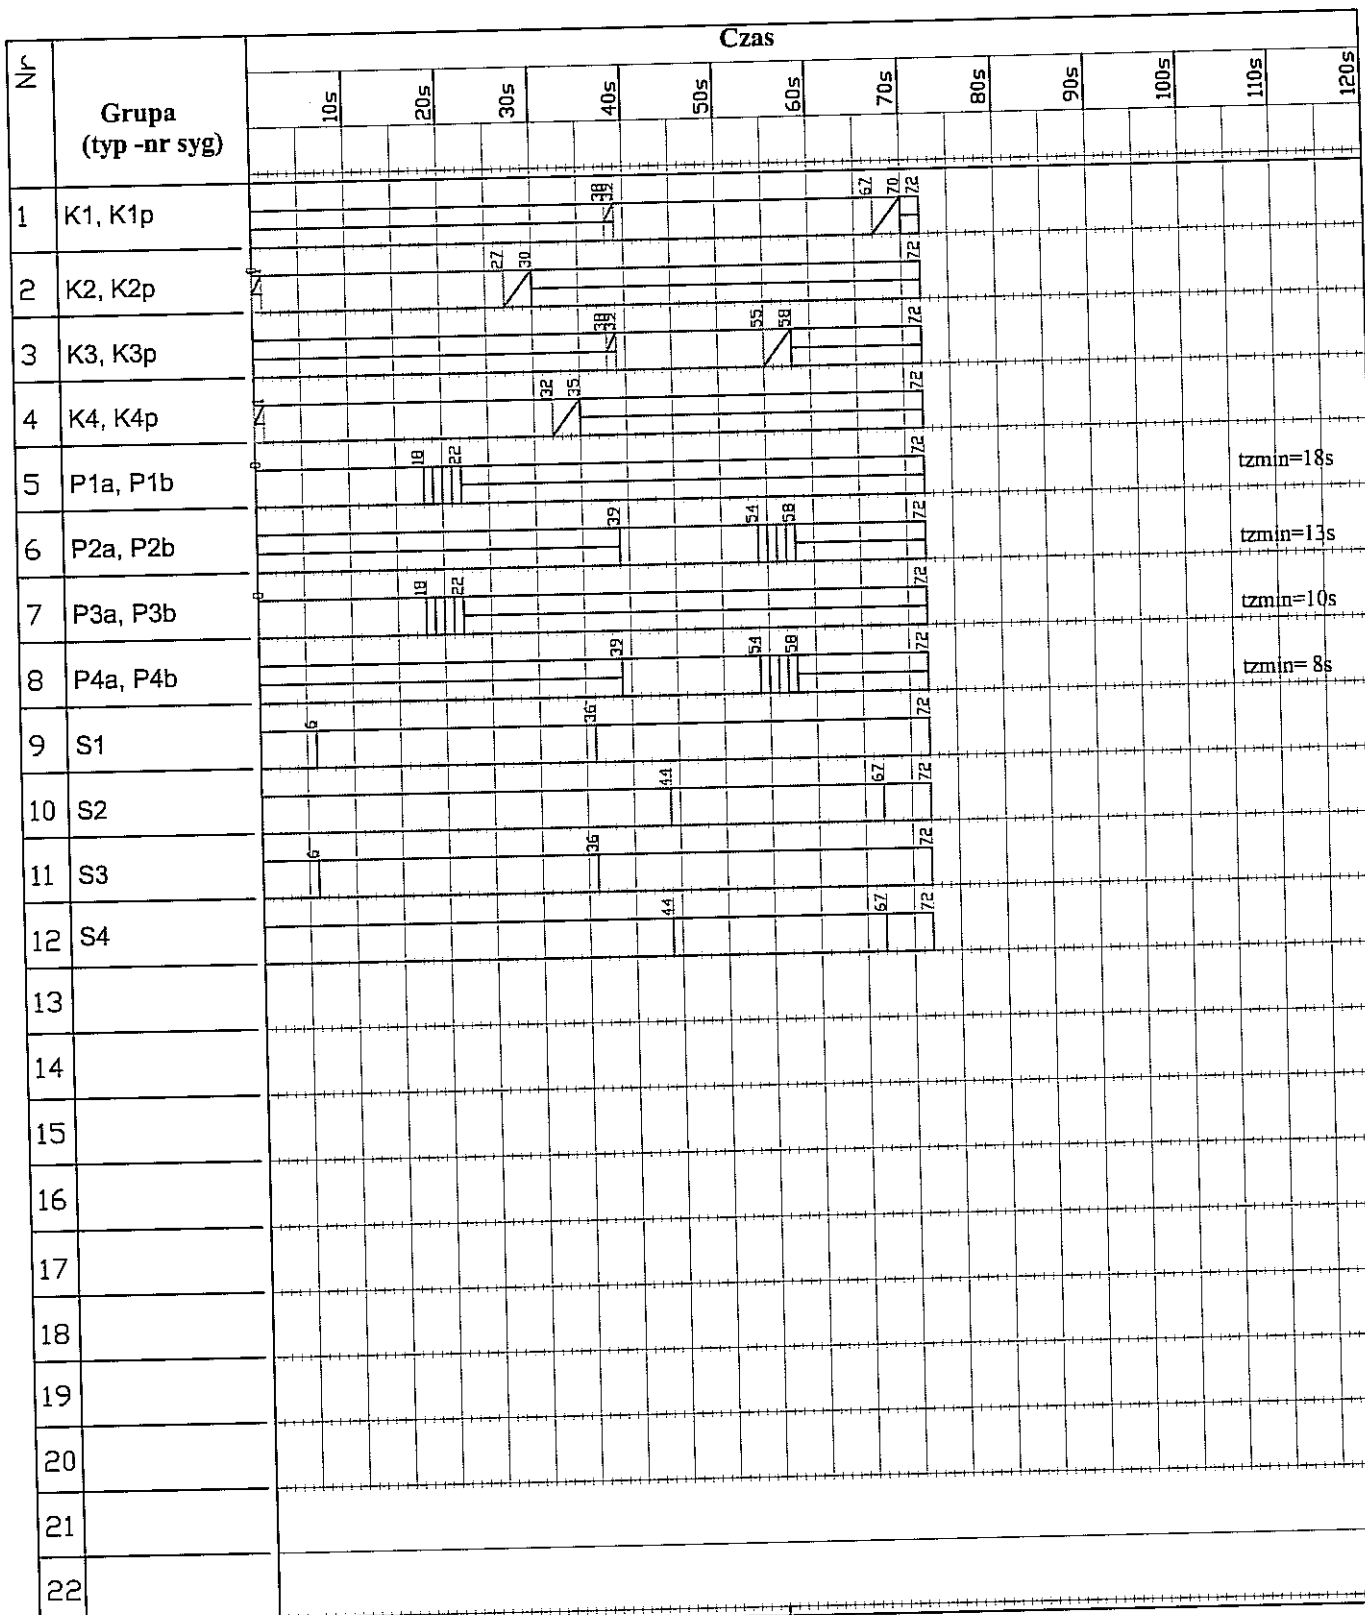 Czas
Nr
Grupa
(typ -nr syg)
10s 20s 30s 40s 50s 60s 70s 80s 90s 100s 110s 120s
1 K1, K1p 38 39 67 70 72
2 K2, K2p 1 27 30 72
3 K3, K3p 38 39 55 58 72
4 K4, K4p 1 32 35 72
5 P1a, P1b 0 18 22 72 tzmin=18s
6 P2a, P2b 39 54 58 72 tzmin=13s
7 P3a, P3b 0 18 22 72 tzmin=10s
8 P4a, P4b 39 54 58 72 tzmin= 8s
9 S1 6 36 72
10 S2 44 67 72
11 S3 6 36 72
12 S4 44 67 72
13
14
15
16
17
18
19
20
21
22